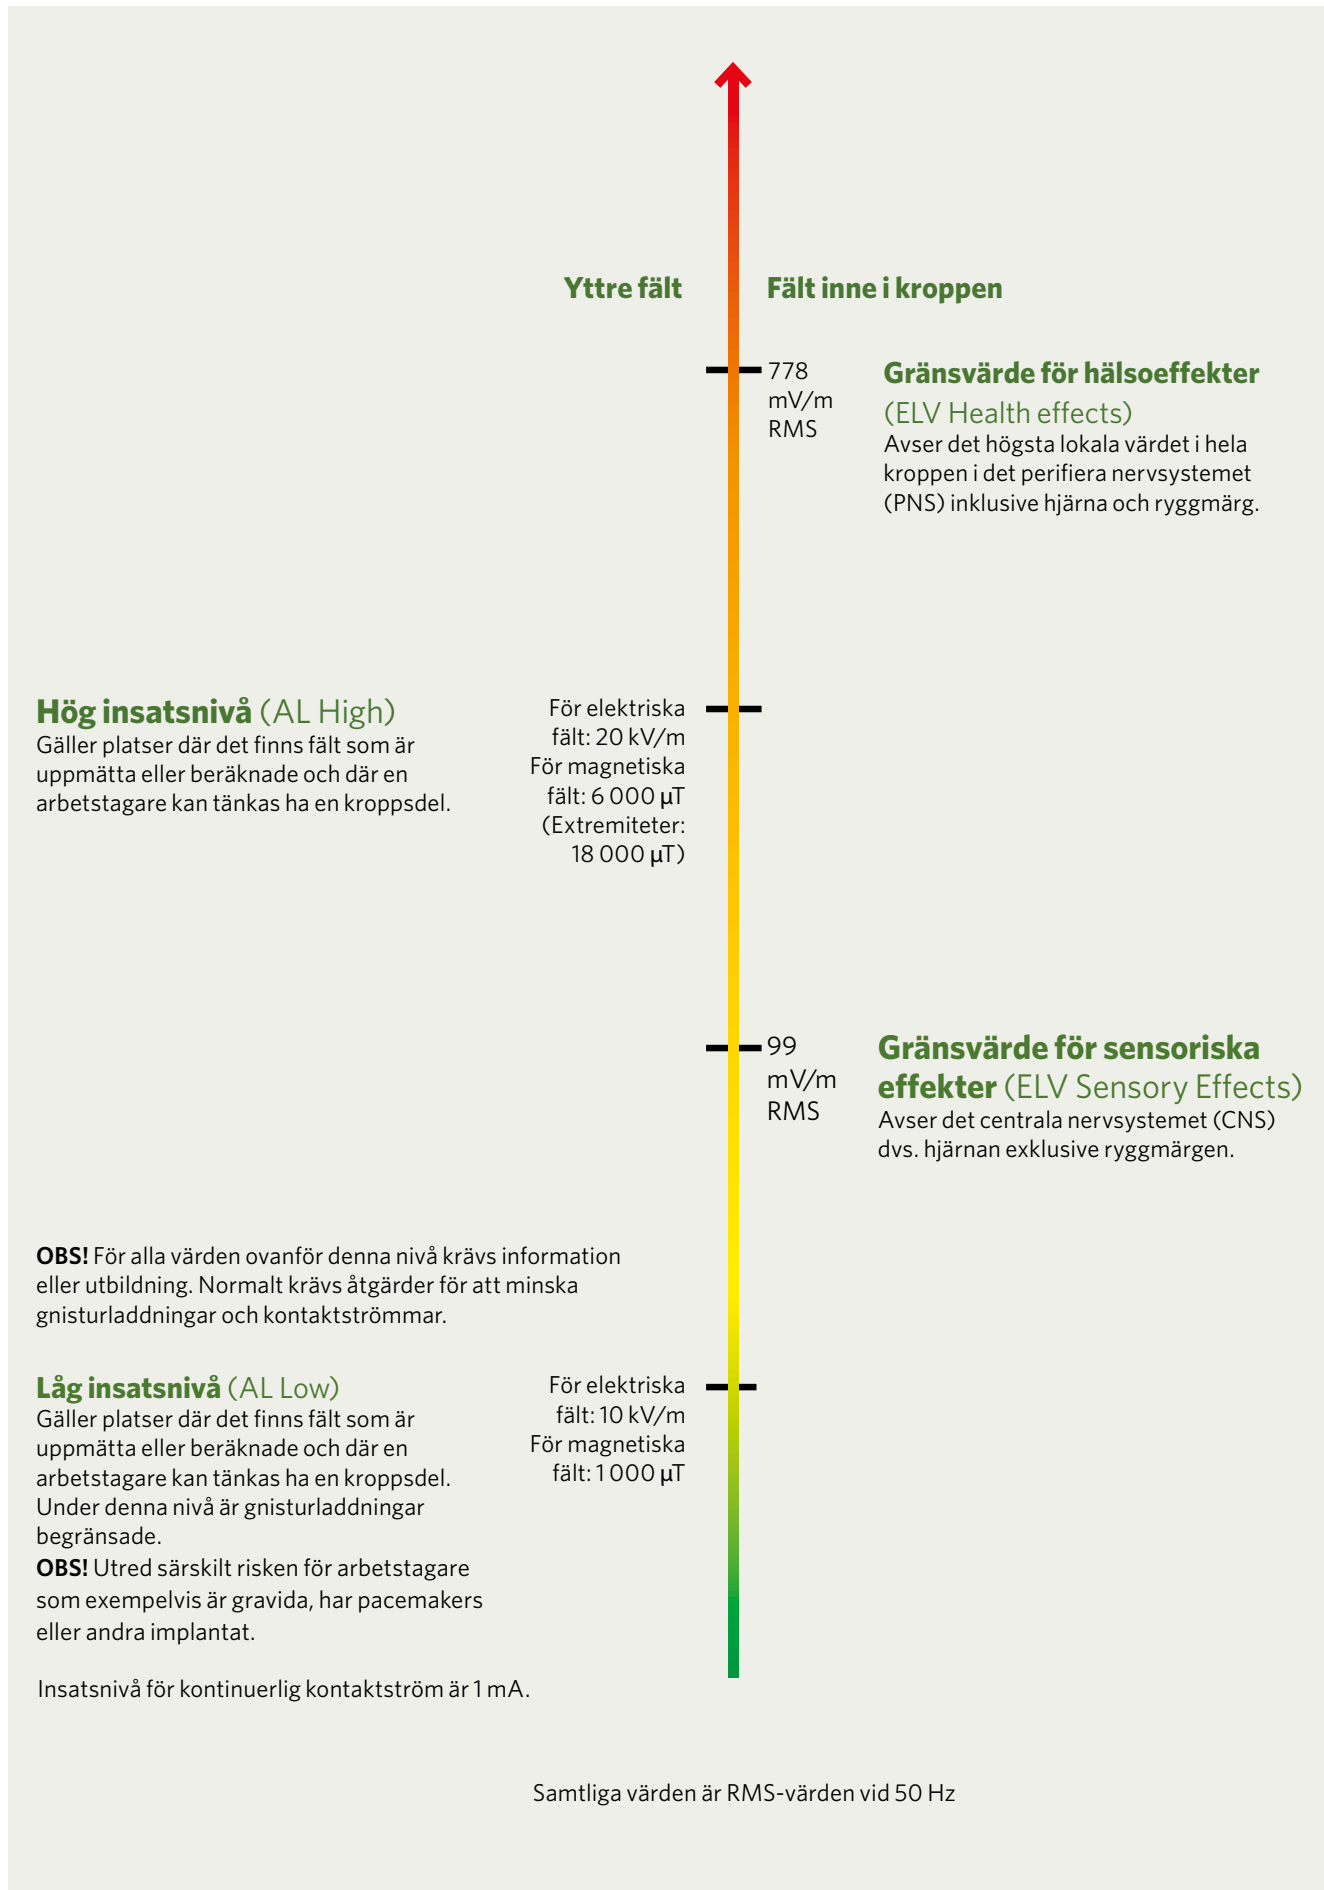 Yttre fält
Fält inne i kroppen
778
mV/m
RMS
Gränsvärde för hälsoeffekter
(ELV Health effects)
Avser det högsta lokala värdet i hela
kroppen i det perifiera nervsystemet
(PNS) inklusive hjärna och ryggmärg.
Hög insatsnivå (AL High)
Gäller platser där det finns fält som är
uppmätta eller beräknade och där en
arbetstagare kan tänkas ha en kroppsdel.
För elektriska
fält: 20 kV/m
För magnetiska
fält: 6 000 µT
(Extremiteter:
18 000 µT)
99
mV/m
RMS
Gränsvärde för sensoriska
effekter (ELV Sensory Effects)
Avser det centrala nervsystemet (CNS)
dvs. hjärnan exklusive ryggmärgen.
OBS! För alla värden ovanför denna nivå krävs information
eller utbildning. Normalt krävs åtgärder för att minska
gnisturladdningar och kontaktströmmar.
Låg insatsnivå (AL Low)
Gäller platser där det finns fält som är
uppmätta eller beräknade och där en
arbetstagare kan tänkas ha en kroppsdel.
Under denna nivå är gnisturladdningar
begränsade.
OBS! Utred särskilt risken för arbetstagare
som exempelvis är gravida, har pacemakers
eller andra implantat.
För elektriska
fält: 10 kV/m
För magnetiska
fält: 1 000 µT
Insatsnivå för kontinuerlig kontaktström är 1 mA.
Samtliga värden är RMS-värden vid 50 Hz